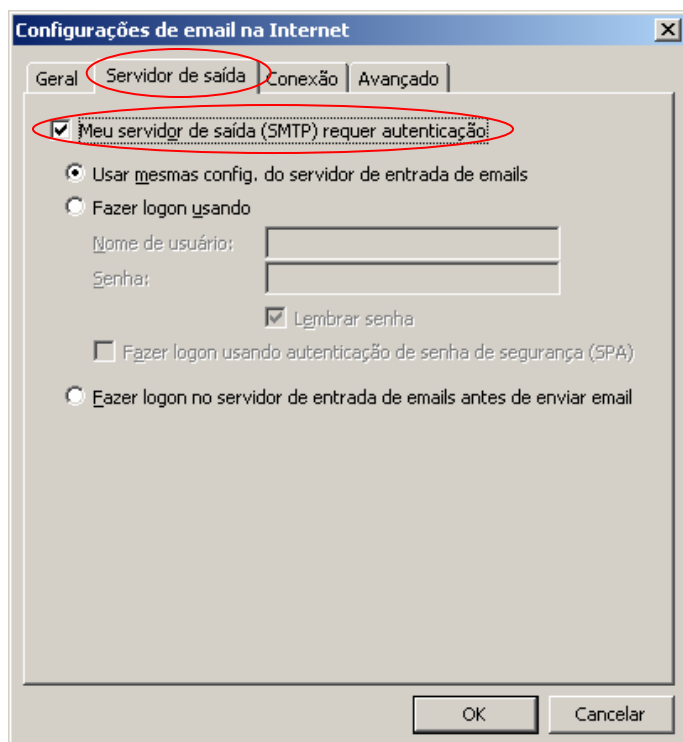 Configurações de email na Internet
Geral Servidor de saída Conexão Avançado
Meu servidor de saída (SMTP) requer autenticação
Usar mesmas config. do servidor de entrada de emails
Fazer logon usando
Nome de usuário:
Senha:
Lembrar senha
Fazer logon usando autenticação de senha de segurança (SPA)
Fazer logon no servidor de entrada de emails antes de enviar email
OK Cancelar